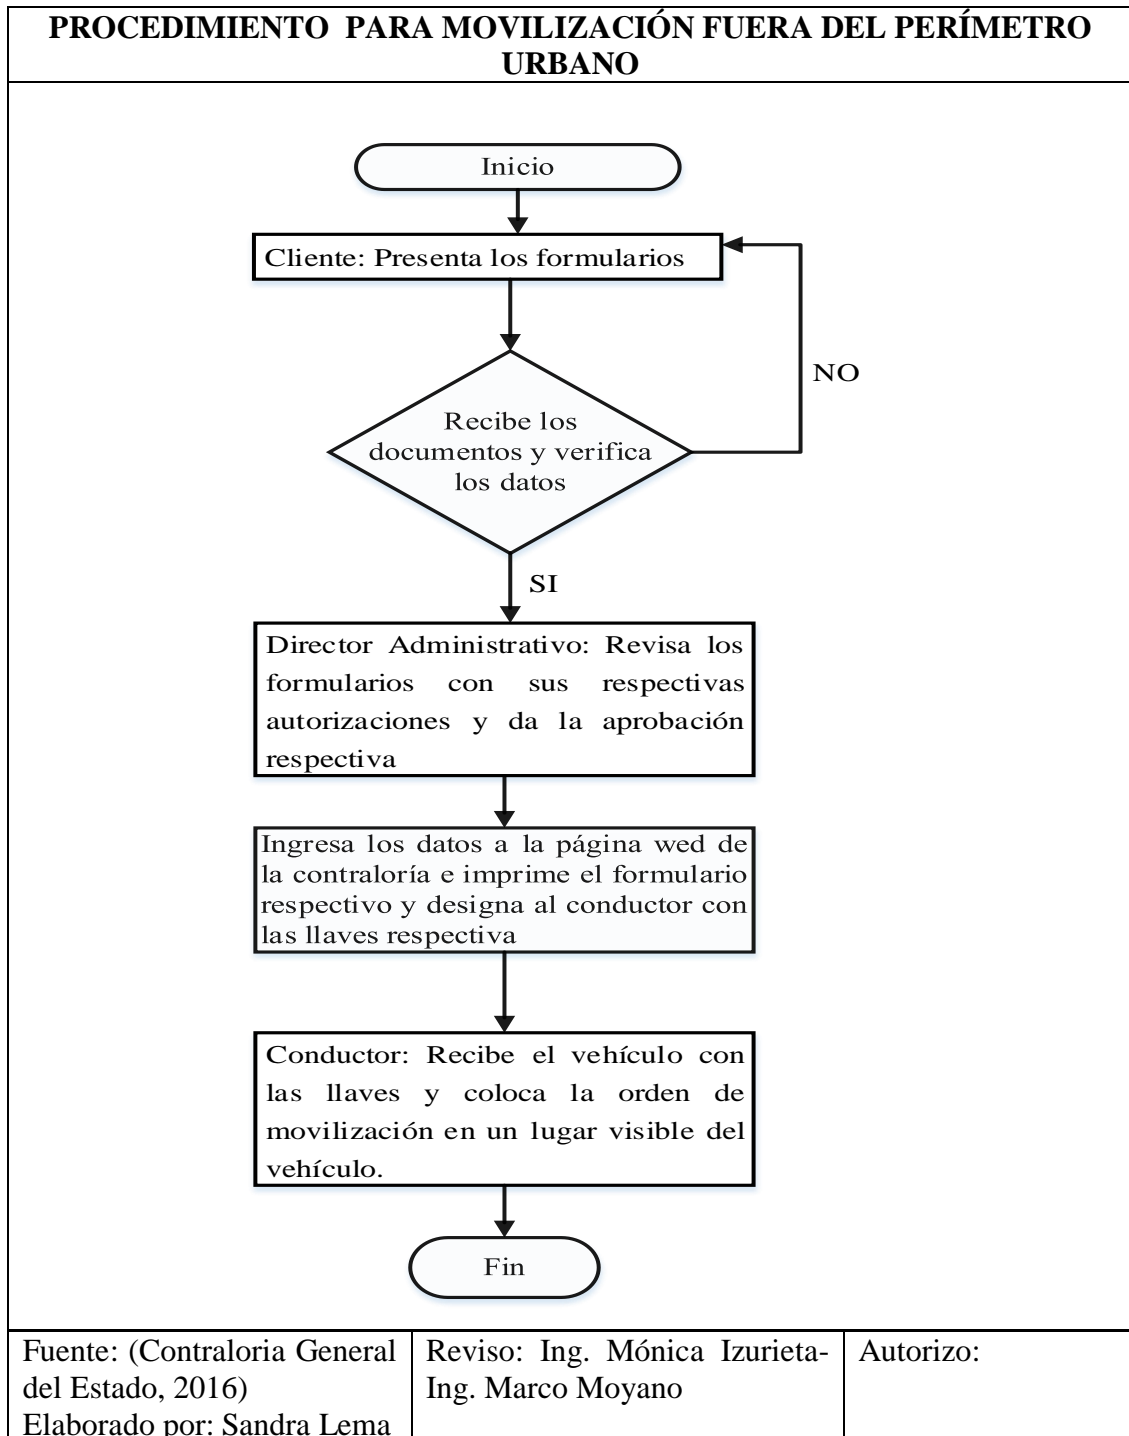 PROCEDIMIENTO PARA MOVILIZACIÓN FUERA DEL PERÍMETRO
URBANO
Inicio
Cliente: Presenta los formularios
NO
Recibe los
documentos y verifica
los datos
SI
Director Administrativo: Revisa los
formularios con sus respectivas
autorizaciones y da la aprobación
respectiva
Ingresa los datos a la página wed de
la contraloría e imprime el formulario
respectivo y designa al conductor con
las llaves respectiva
Conductor: Recibe el vehículo con
las llaves y coloca la orden de
movilización en un lugar visible del
vehículo.
Fin
Fuente: (Contraloria General
del Estado, 2016)
Elaborado por: Sandra Lema
Reviso: Ing. Mónica Izurieta-
Ing. Marco Moyano
Autorizo: